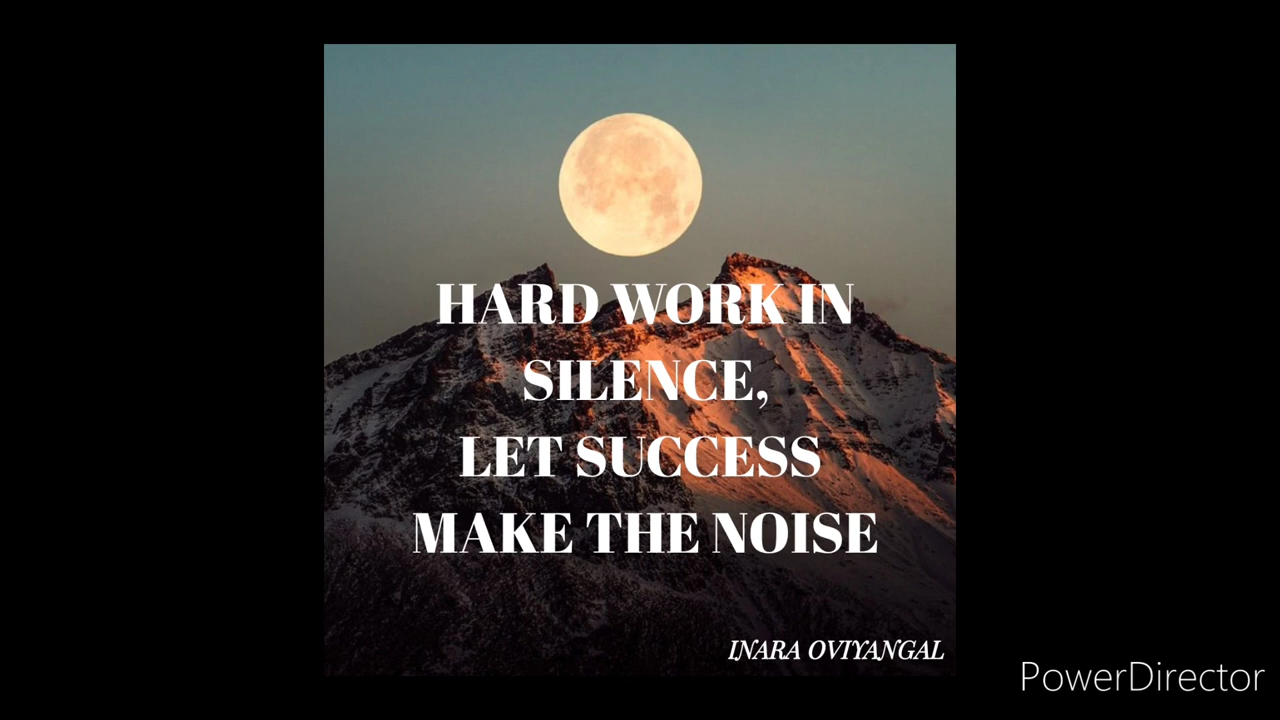 HARD WORK IN
SILENCE,
LET SUCCESS
MAKE THE NOISE
INARA OVIYANGAL
PowerDirector